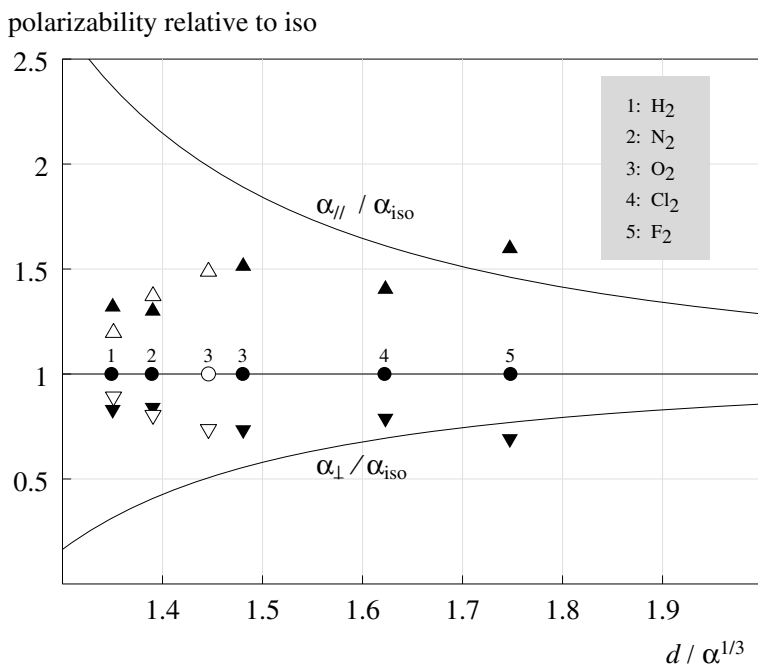 polarizability relative to iso
2.5
2
1.5
1
0.5
1: H₂
2: N₂
3: O₂
4: Cl₂
5: F₂
α// / αiso
1 2 3 3 4 5
α⊥ / αiso
1.4 1.5 1.6 1.7 1.8 1.9
d / α^1/3